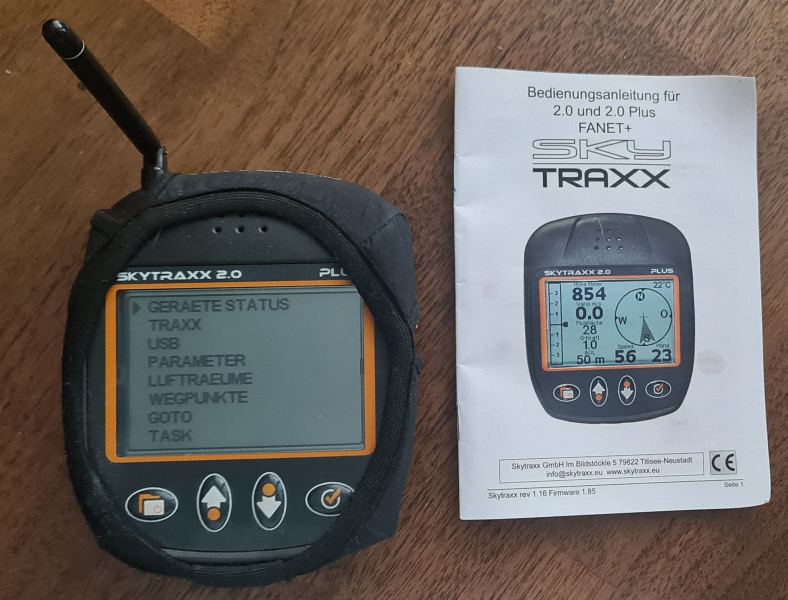 SKYTRAXX 2.0
PLUS
GERAETE STATUS
TRAXX
USB
PARAMETER
LUFTRAEUME
WEGPUNKTE
GOTO
TASK
Bedienungsanleitung für
2.0 und 2.0 Plus
FANET+
SKY
TRAXX
SKYTRAXX 2.0
PLUS
854
0.0
28
1.0
50 m
22°C
N
W
O
S
Speed
Wind
56
23
Skytraxx GmbH Im Bildstöckle 5 79822 Titisee-Neustadt
info@skytraxx.eu www.skytraxx.eu
CE
Skytraxx rev 1.16 Firmware 1.85
Seite 1